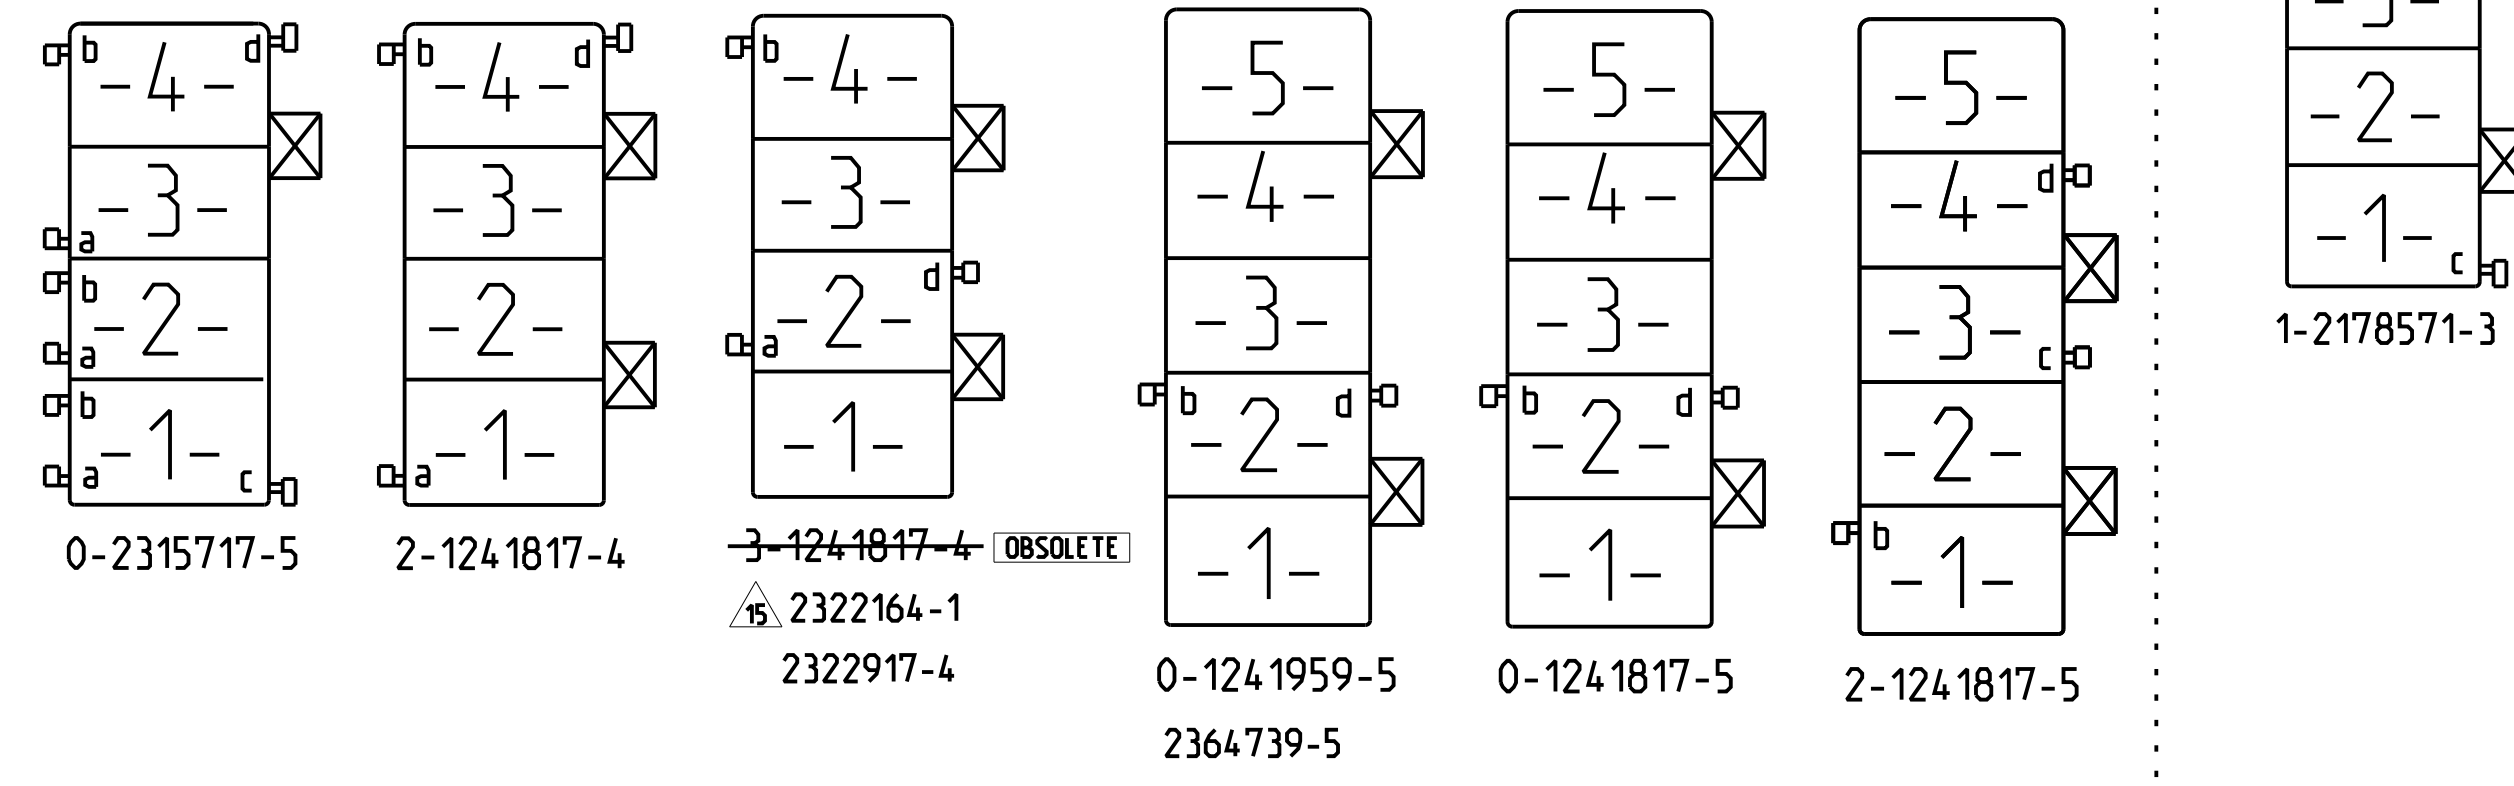 b -4- d
-3-
a
b
-2-
a
b
-1-
a c
0-215717-5
b -4- d
-3-
-2-
-1-
a
2-1241817-4
b -4-
-3-
d
-2-
a
-1-
3-1241817-4 OBSOLETE
15 2322164-1
2322917-4
-5-
-4-
-3-
b d
-2-
-1-
0-1241959-5
2364739-5
-5-
-4-
-3-
b d
-2-
-1-
0-1241817-5
-5-
d
-4-
-3-
c
-2-
b
-1-
2-1241817-5
-2-
-1-
c
1-2178571-3